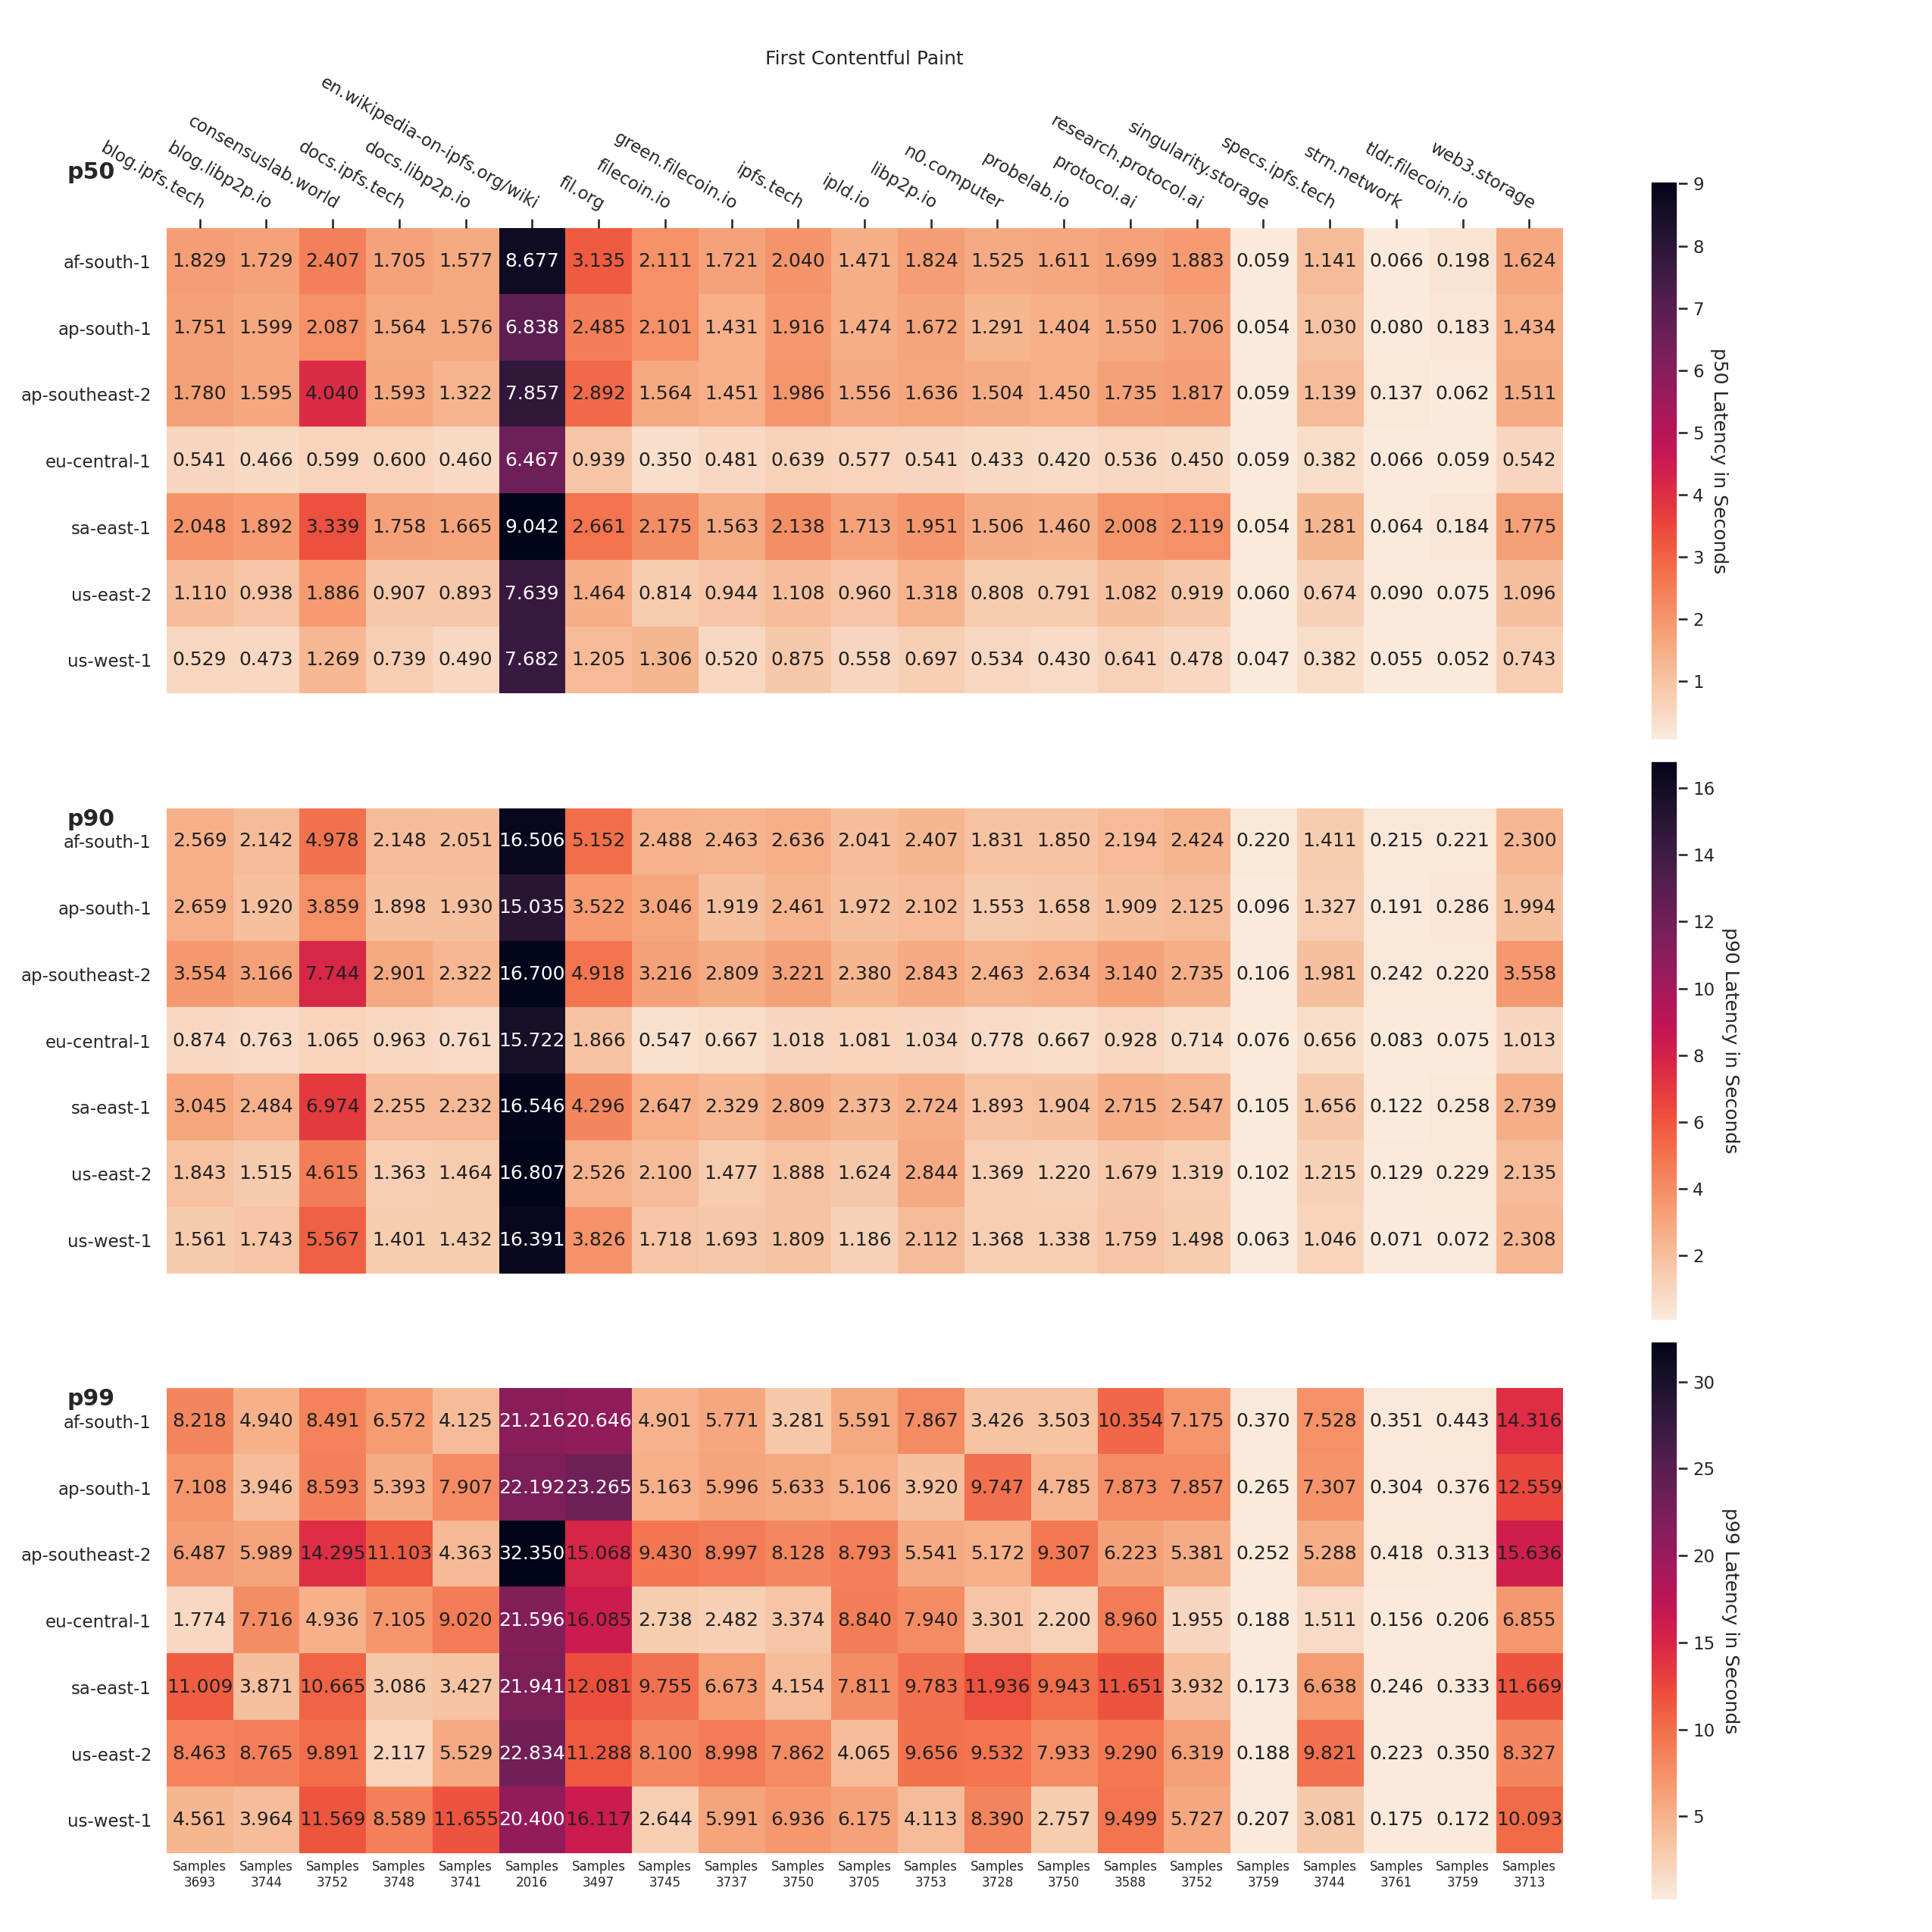 First Contentful Paint
p50
blog.ipfs.tech
blog.libp2p.io
consensuslab.world
docs.ipfs.tech
docs.libp2p.io
en.wikipedia-on-ipfs.org/wiki
fil.org
filecoin.io
green.filecoin.io
ipfs.tech
ipld.io
libp2p.io
n0.computer
probelab.io
protocol.ai
research.protocol.ai
singularity.storage
specs.ipfs.tech
strn.network
tldr.filecoin.io
web3.storage
af-south-1 1.829 1.729 2.407 1.705 1.577 8.677 3.135 2.111 1.721 2.040 1.471 1.824 1.525 1.611 1.699 1.883 0.059 1.141 0.066 0.198 1.624
ap-south-1 1.751 1.599 2.087 1.564 1.576 6.838 2.485 2.101 1.431 1.916 1.474 1.672 1.291 1.404 1.550 1.706 0.054 1.030 0.080 0.183 1.434
ap-southeast-2 1.780 1.595 4.040 1.593 1.322 7.857 2.892 1.564 1.451 1.986 1.556 1.636 1.504 1.450 1.735 1.817 0.059 1.139 0.137 0.062 1.511
eu-central-1 0.541 0.466 0.599 0.600 0.460 6.467 0.939 0.350 0.481 0.639 0.577 0.541 0.433 0.420 0.536 0.450 0.059 0.382 0.066 0.059 0.542
sa-east-1 2.048 1.892 3.339 1.758 1.665 9.042 2.661 2.175 1.563 2.138 1.713 1.951 1.506 1.460 2.008 2.119 0.054 1.281 0.064 0.184 1.775
us-east-2 1.110 0.938 1.886 0.907 0.893 7.639 1.464 0.814 0.944 1.108 0.960 1.318 0.808 0.791 1.082 0.919 0.060 0.674 0.090 0.075 1.096
us-west-1 0.529 0.473 1.269 0.739 0.490 7.682 1.205 1.306 0.520 0.875 0.558 0.697 0.534 0.430 0.641 0.478 0.047 0.382 0.055 0.052 0.743
9
8
7
6
5
4
3
2
1
p50 Latency in Seconds
p90
af-south-1 2.569 2.142 4.978 2.148 2.051 16.506 5.152 2.488 2.463 2.636 2.041 2.407 1.831 1.850 2.194 2.424 0.220 1.411 0.215 0.221 2.300
ap-south-1 2.659 1.920 3.859 1.898 1.930 15.035 3.522 3.046 1.919 2.461 1.972 2.102 1.553 1.658 1.909 2.125 0.096 1.327 0.191 0.286 1.994
ap-southeast-2 3.554 3.166 7.744 2.901 2.322 16.700 4.918 3.216 2.809 3.221 2.380 2.843 2.463 2.634 3.140 2.735 0.106 1.981 0.242 0.220 3.558
eu-central-1 0.874 0.763 1.065 0.963 0.761 15.722 1.866 0.547 0.667 1.018 1.081 1.034 0.778 0.667 0.928 0.714 0.076 0.656 0.083 0.075 1.013
sa-east-1 3.045 2.484 6.974 2.255 2.232 16.546 4.296 2.647 2.329 2.809 2.373 2.724 1.893 1.904 2.715 2.547 0.105 1.656 0.122 0.258 2.739
us-east-2 1.843 1.515 4.615 1.363 1.464 16.807 2.526 2.100 1.477 1.888 1.624 2.844 1.369 1.220 1.679 1.319 0.102 1.215 0.129 0.229 2.135
us-west-1 1.561 1.743 5.567 1.401 1.432 16.391 3.826 1.718 1.693 1.809 1.186 2.112 1.368 1.338 1.759 1.498 0.063 1.046 0.071 0.072 2.308
16
14
12
10
8
6
4
2
p90 Latency in Seconds
p99
af-south-1 8.218 4.940 8.491 6.572 4.125 21.216 20.646 4.901 5.771 3.281 5.591 7.867 3.426 3.503 10.354 7.175 0.370 7.528 0.351 0.443 14.316
ap-south-1 7.108 3.946 8.593 5.393 7.907 22.192 23.265 5.163 5.996 5.633 5.106 3.920 9.747 4.785 7.873 7.857 0.265 7.307 0.304 0.376 12.559
ap-southeast-2 6.487 5.989 14.295 11.103 4.363 32.350 15.068 9.430 8.997 8.128 8.793 5.541 5.172 9.307 6.223 5.381 0.252 5.288 0.418 0.313 15.636
eu-central-1 1.774 7.716 4.936 7.105 9.020 21.596 16.085 2.738 2.482 3.374 8.840 7.940 3.301 2.200 8.960 1.955 0.188 1.511 0.156 0.206 6.855
sa-east-1 11.009 3.871 10.665 3.086 3.427 21.941 12.081 9.755 6.673 4.154 7.811 9.783 11.936 9.943 11.651 3.932 0.173 6.638 0.246 0.333 11.669
us-east-2 8.463 8.765 9.891 2.117 5.529 22.834 11.288 8.100 8.998 7.862 4.065 9.656 9.532 7.933 9.290 6.319 0.188 9.821 0.223 0.350 8.327
us-west-1 4.561 3.964 11.569 8.589 11.655 20.400 16.117 2.644 5.991 6.936 6.175 4.113 8.390 2.757 9.499 5.727 0.207 3.081 0.175 0.172 10.093
Samples Samples Samples Samples Samples Samples Samples Samples Samples Samples Samples Samples Samples Samples Samples Samples Samples Samples Samples Samples Samples
3693 3744 3752 3748 3741 2016 3497 3745 3737 3750 3705 3753 3728 3750 3588 3752 3759 3744 3761 3759 3713
30
25
20
15
10
5
p99 Latency in Seconds